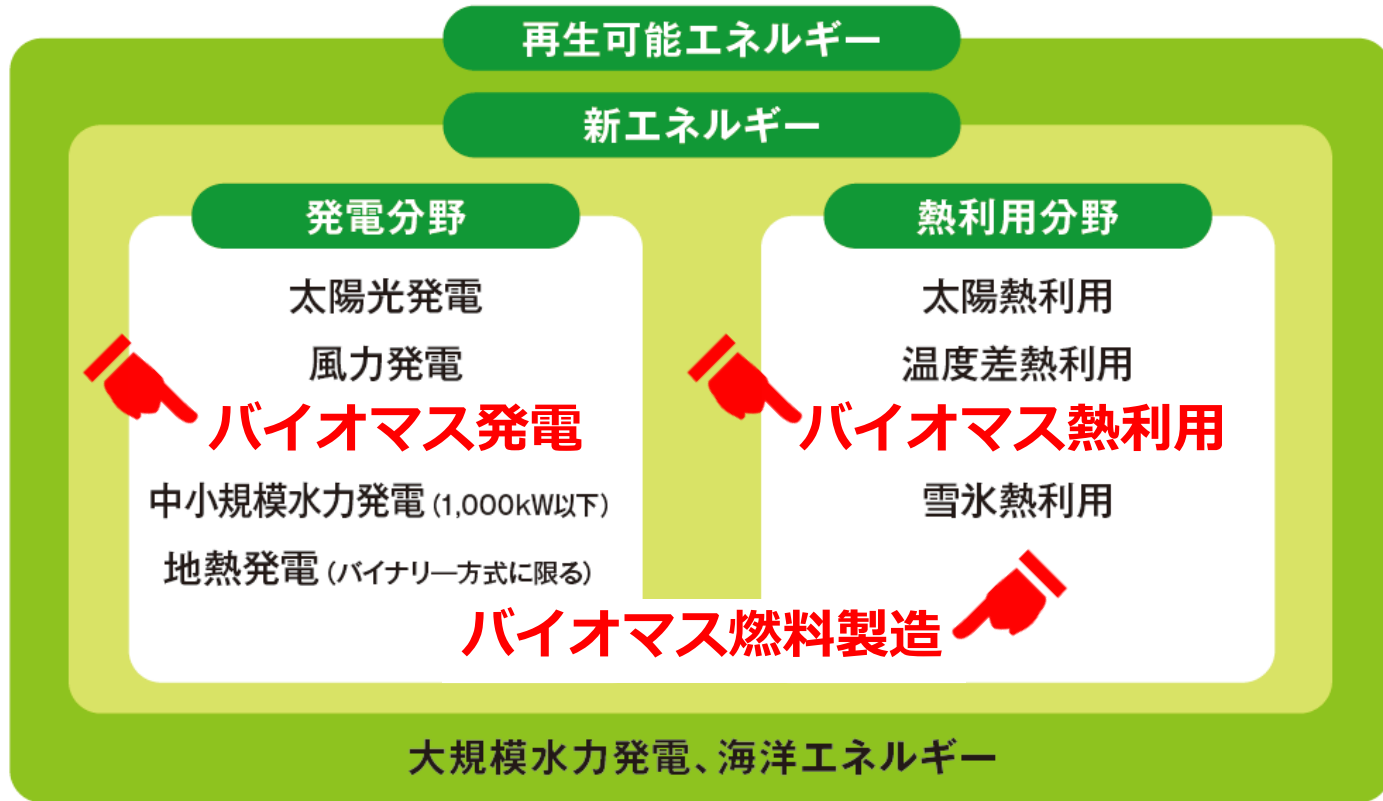 再生可能エネルギー
新エネルギー
発電分野
太陽光発電
風力発電
バイオマス発電
中小規模水力発電(1,000kW以下)
地熱発電(バイナリ―方式に限る)
熱利用分野
太陽熱利用
温度差熱利用
バイオマス熱利用
雪氷熱利用
バイオマス燃料製造
大規模水力発電、海洋エネルギー